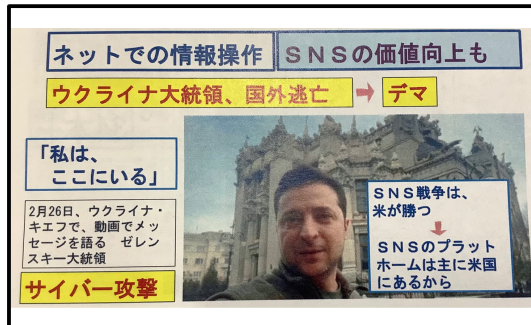 ネットでの情報操作
SNSの価値向上も
ウクライナ大統領、国外逃亡 → デマ
「私は、
ここにいる」
2月26日、ウクライナ・
キエフで、動画でメッ
セージを語る ゼレン
スキー大統領
サイバー攻撃
SNS戦争は、
米が勝つ
↓
SNSのプラット
ホームは主に米国
にあるから